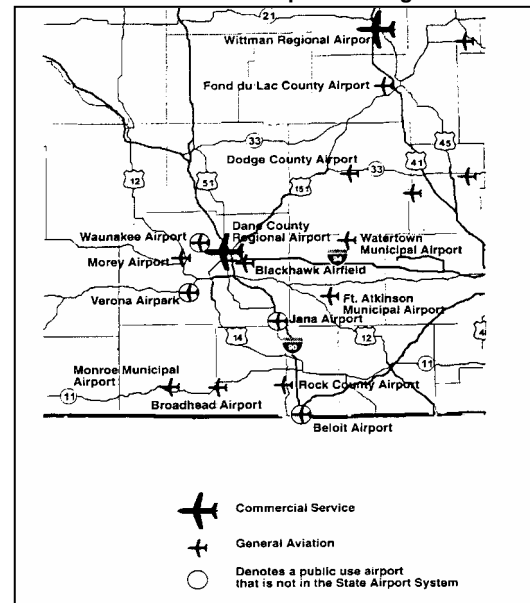 21
Wittman Regional Airport
Fond du Lac County Airport
33
45
Dodge County Airport
33
41
12
51
151
Dane County
Regional Airport
Waunakee Airport
Watertown
Municipal Airport
Morey Airport
Blackhawk Airfield
Verona Airpark
Ft. Atkinson
Municipal Airport
Jana Airport
14
12
90
11
Monroe Municipal
Airport
Rock County Airport
11
Broadhead Airport
Beloit Airport
Commercial Service
General Aviation
Denotes a public use airport
that is not in the State Airport System